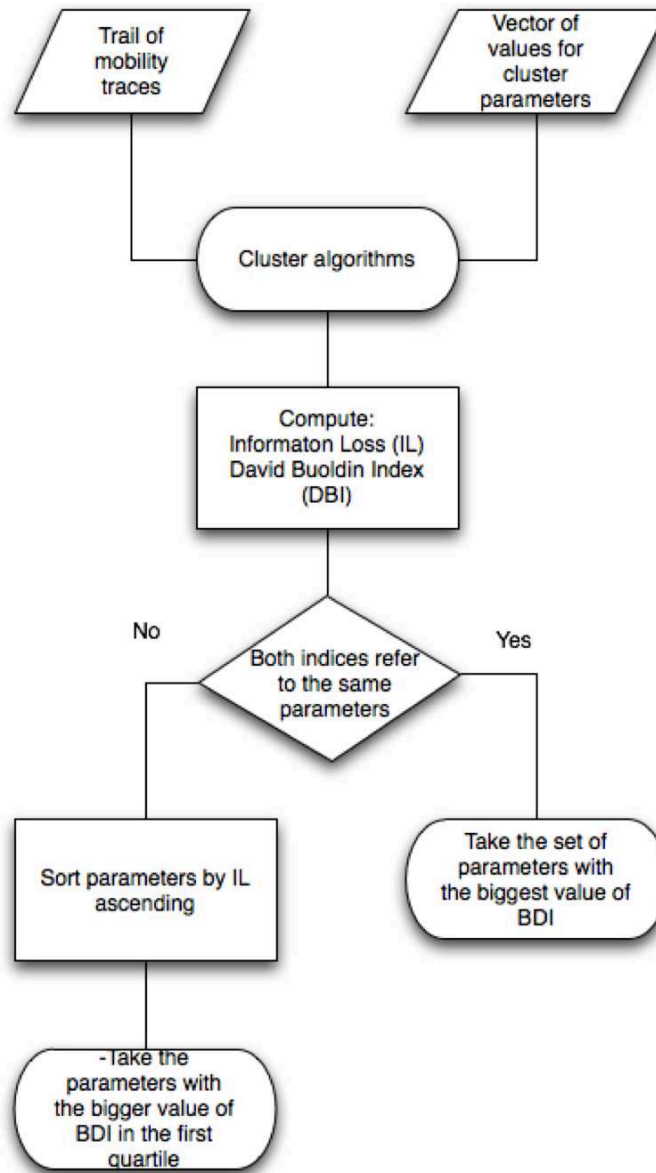 Trail of
mobility
traces
Vector of
values for
cluster
parameters
Cluster algorithms
Compute:
Informaton Loss (IL)
David Buoldin Index
(DBI)
Both indices refer
to the same
parameters
No
Yes
Sort parameters by IL
ascending
Take the set of
parameters with
the biggest value of
BDI
-Take the
parameters with
the bigger value of
BDI in the first
quartile